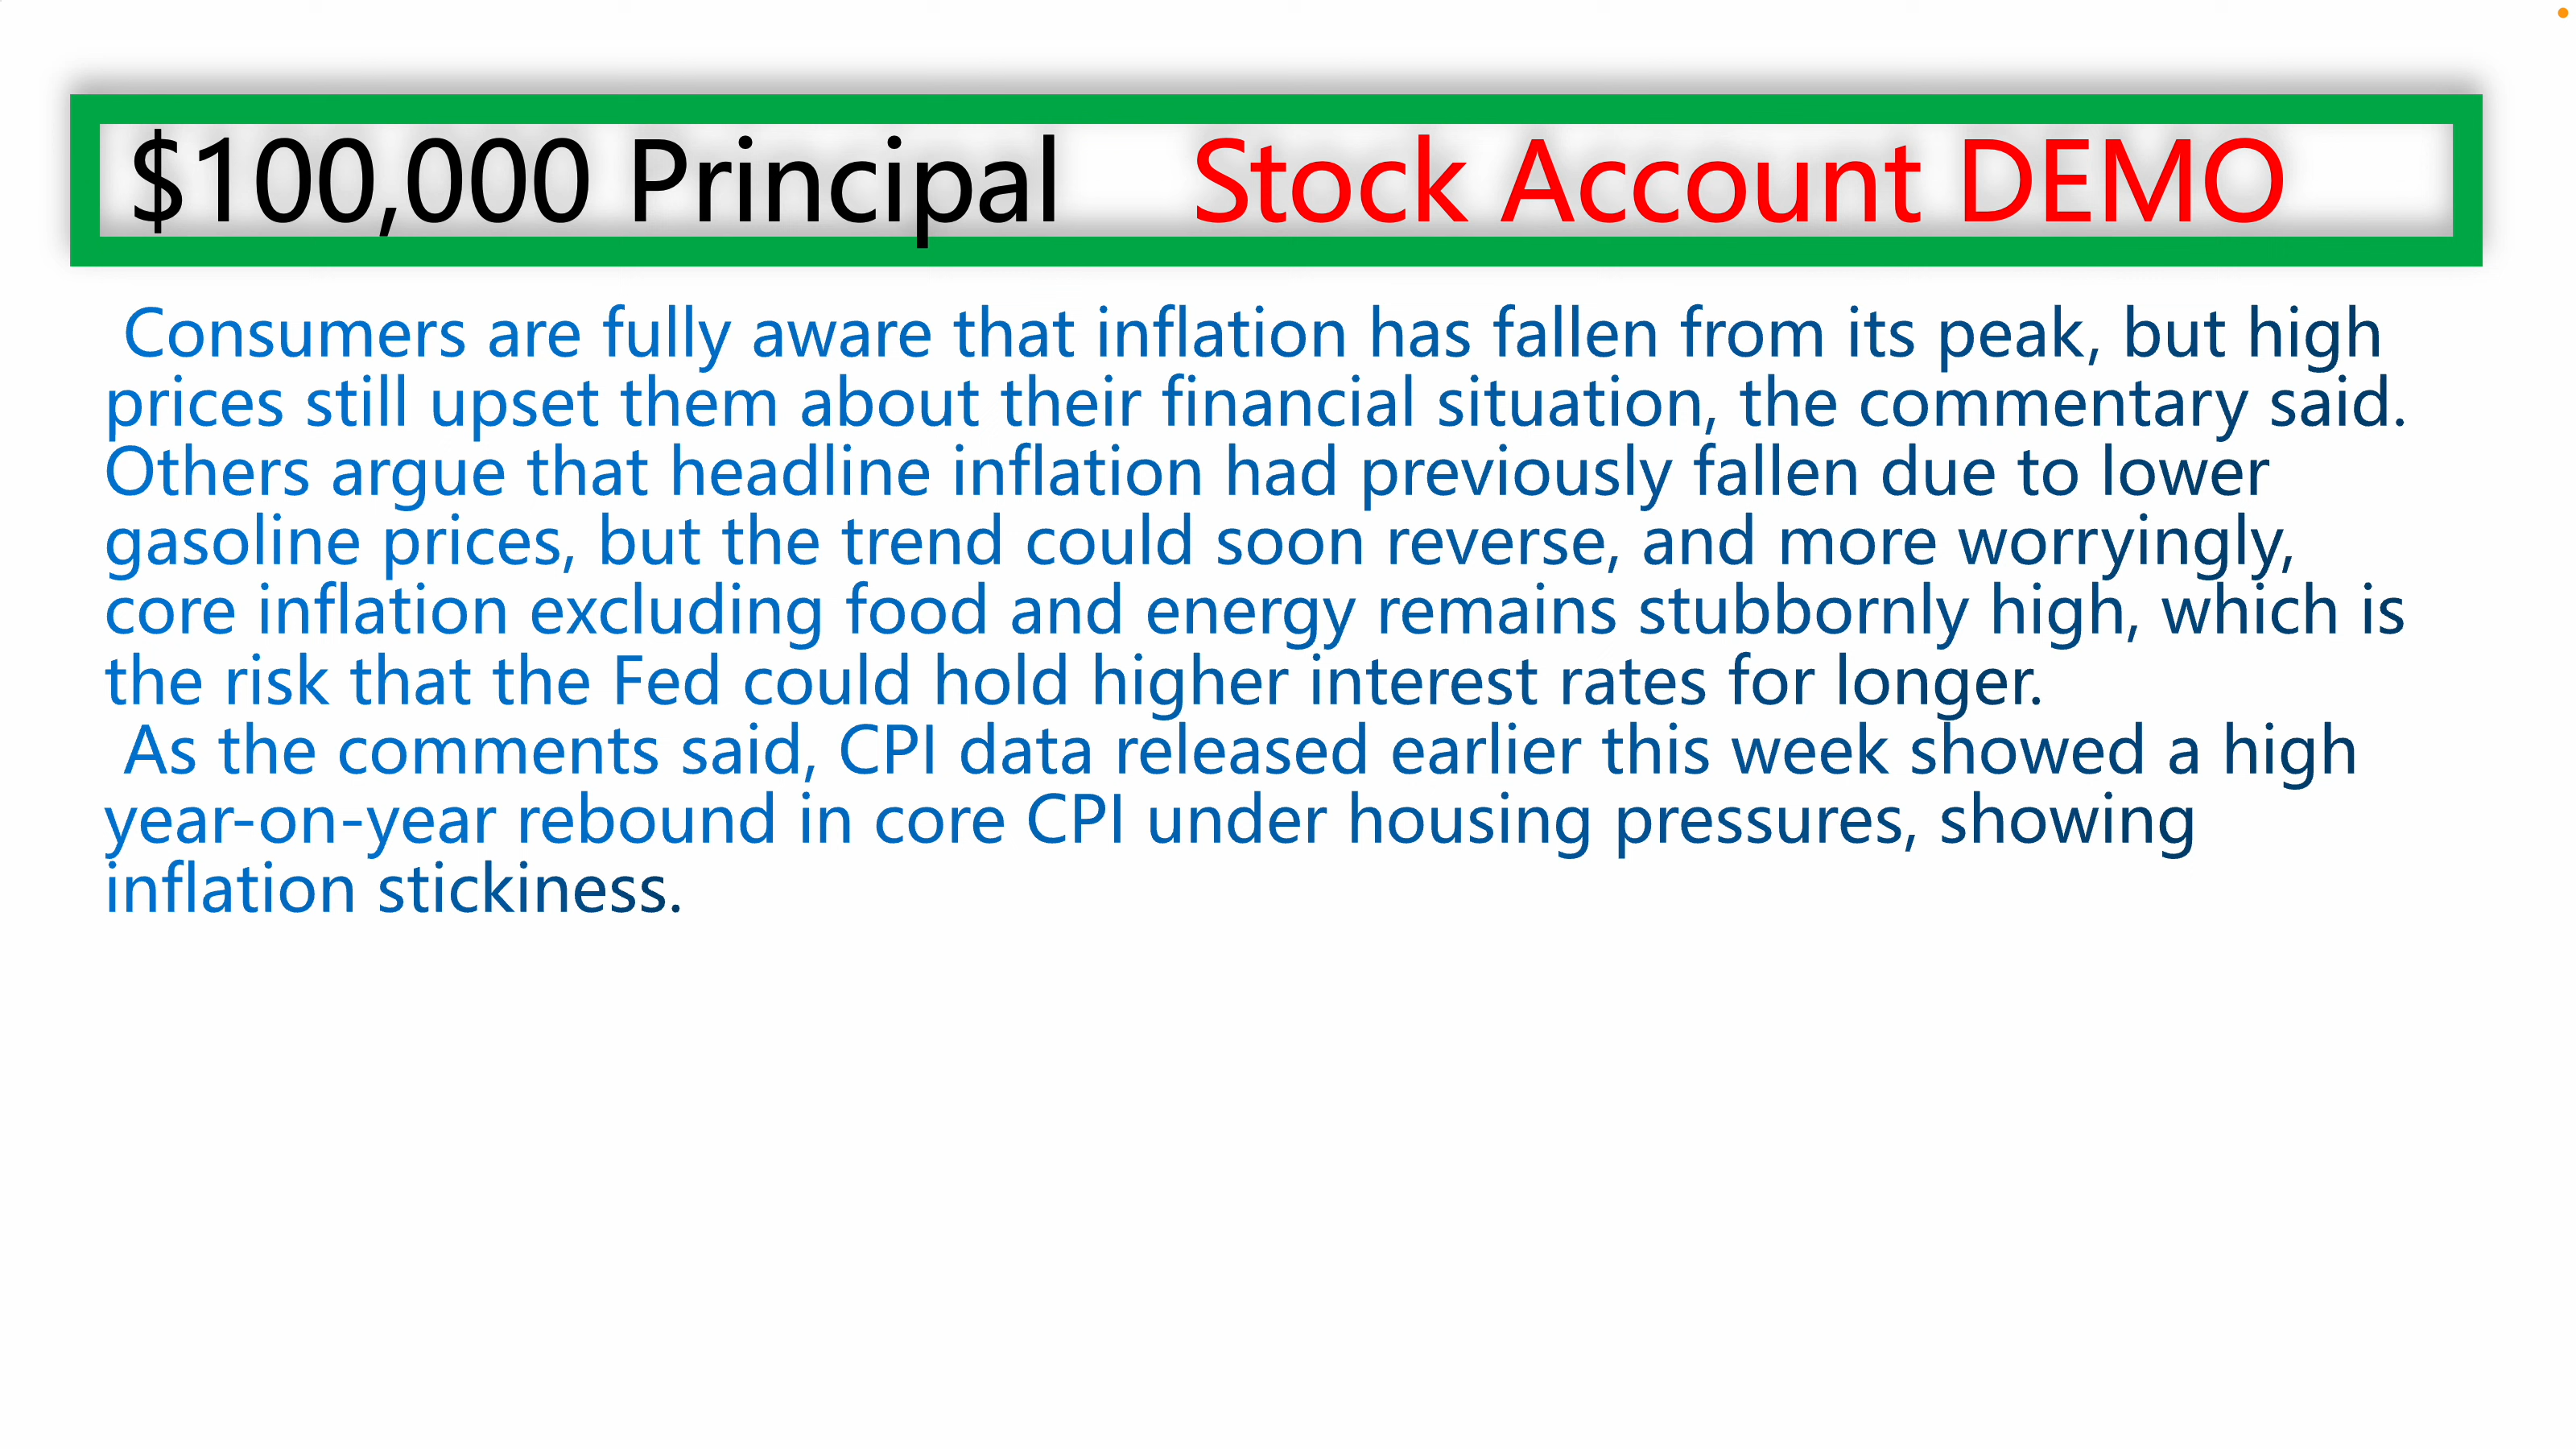 $100,000 Principal Stock Account DEMO
Consumers are fully aware that inflation has fallen from its peak, but high
prices still upset them about their financial situation, the commentary said.
Others argue that headline inflation had previously fallen due to lower
gasoline prices, but the trend could soon reverse, and more worryingly,
core inflation excluding food and energy remains stubbornly high, which is
the risk that the Fed could hold higher interest rates for longer.
As the comments said, CPI data released earlier this week showed a high
year-on-year rebound in core CPI under housing pressures, showing
inflation stickiness.